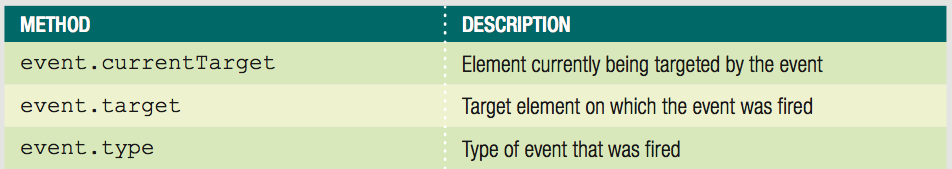 METHOD DESCRIPTION
event.currentTarget Element currently being targeted by the event
event.target Target element on which the event was fired
event.type Type of event that was fired